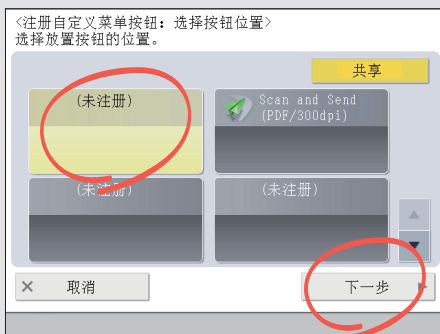 〈注册自定义菜单按钮：选择按钮位置〉
选择放置按钮的位置。
共享
(未注册)
Scan and Send
(PDF/300dpi)
(未注册)
(未注册)
取消
下一步